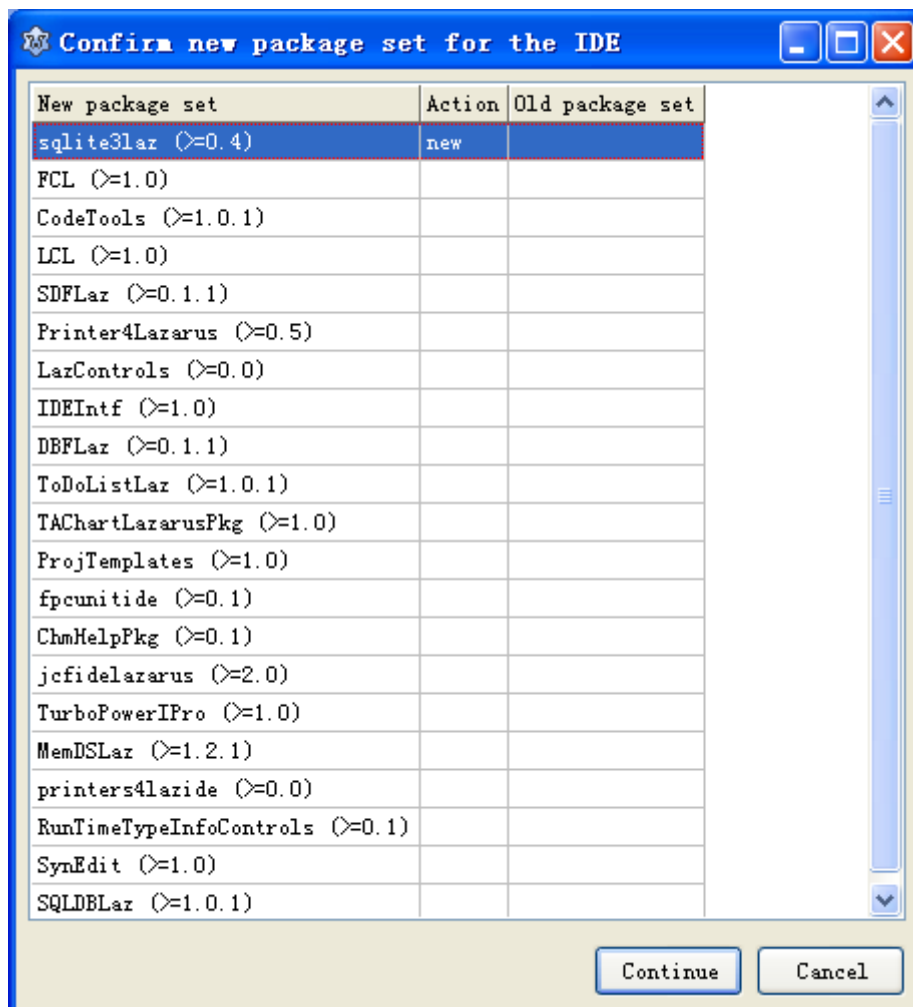 Confirm new package set for the IDE
New package set Action Old package set
sqlite3laz (>=0.4) new
FCL (>=1.0)
CodeTools (>=1.0.1)
LCL (>=1.0)
SDFLaz (>=0.1.1)
Printer4Lazarus (>=0.5)
LazControls (>=0.0)
IDEIntf (>=1.0)
DBFLaz (>=0.1.1)
ToDoListLaz (>=1.0.1)
TAChartLazarusPkg (>=1.0)
ProjTemplates (>=1.0)
fpcunitide (>=0.1)
ChmHelpPkg (>=0.1)
jcfidelazarus (>=2.0)
TurboPowerIPro (>=1.0)
MemDSLaz (>=1.2.1)
printers4lazide (>=0.0)
RunTimeTypeInfoControls (>=0.1)
SynEdit (>=1.0)
SQLDBLaz (>=1.0.1)
Continue Cancel